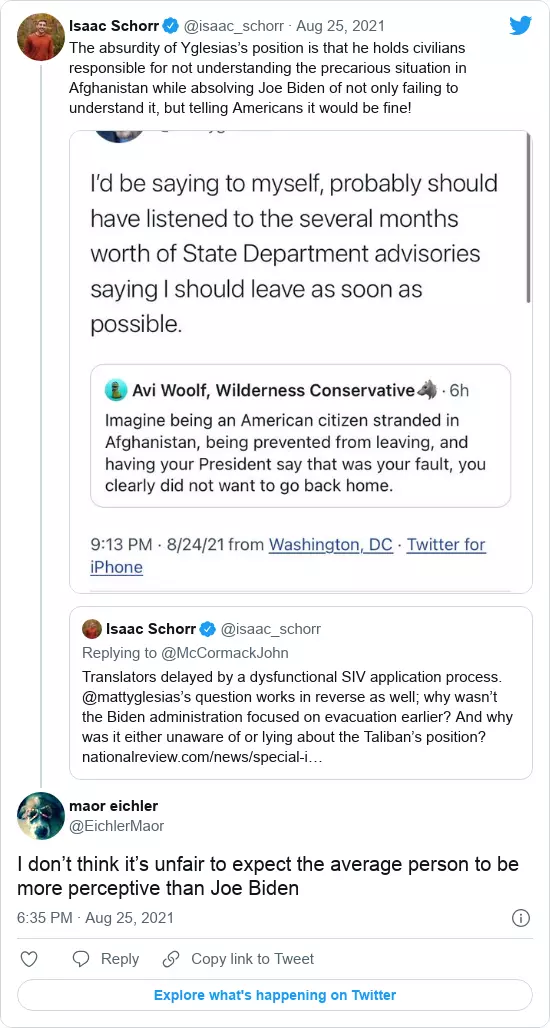 Isaac Schorr @isaac_schorr · Aug 25, 2021
The absurdity of Yglesias's position is that he holds civilians
responsible for not understanding the precarious situation in
Afghanistan while absolving Joe Biden of not only failing to
understand it, but telling Americans it would be fine!
I'd be saying to myself, probably should
have listened to the several months
worth of State Department advisories
saying I should leave as soon as
possible.
Avi Woolf, Wilderness Conservative🐺 · 6h
Imagine being an American citizen stranded in
Afghanistan, being prevented from leaving, and
having your President say that was your fault, you
clearly did not want to go back home.
9:13 PM · 8/24/21 from Washington, DC · Twitter for
iPhone
Isaac Schorr @isaac_schorr
Replying to @McCormackJohn
Translators delayed by a dysfunctional SIV application process.
@mattyglesias's question works in reverse as well; why wasn't
the Biden administration focused on evacuation earlier? And why
was it either unaware of or lying about the Taliban's position?
nationalreview.com/news/special-i…
maor eichler
@EichlerMaor
I don't think it's unfair to expect the average person to be
more perceptive than Joe Biden
6:35 PM · Aug 25, 2021
Reply Copy link to Tweet
Explore what's happening on Twitter